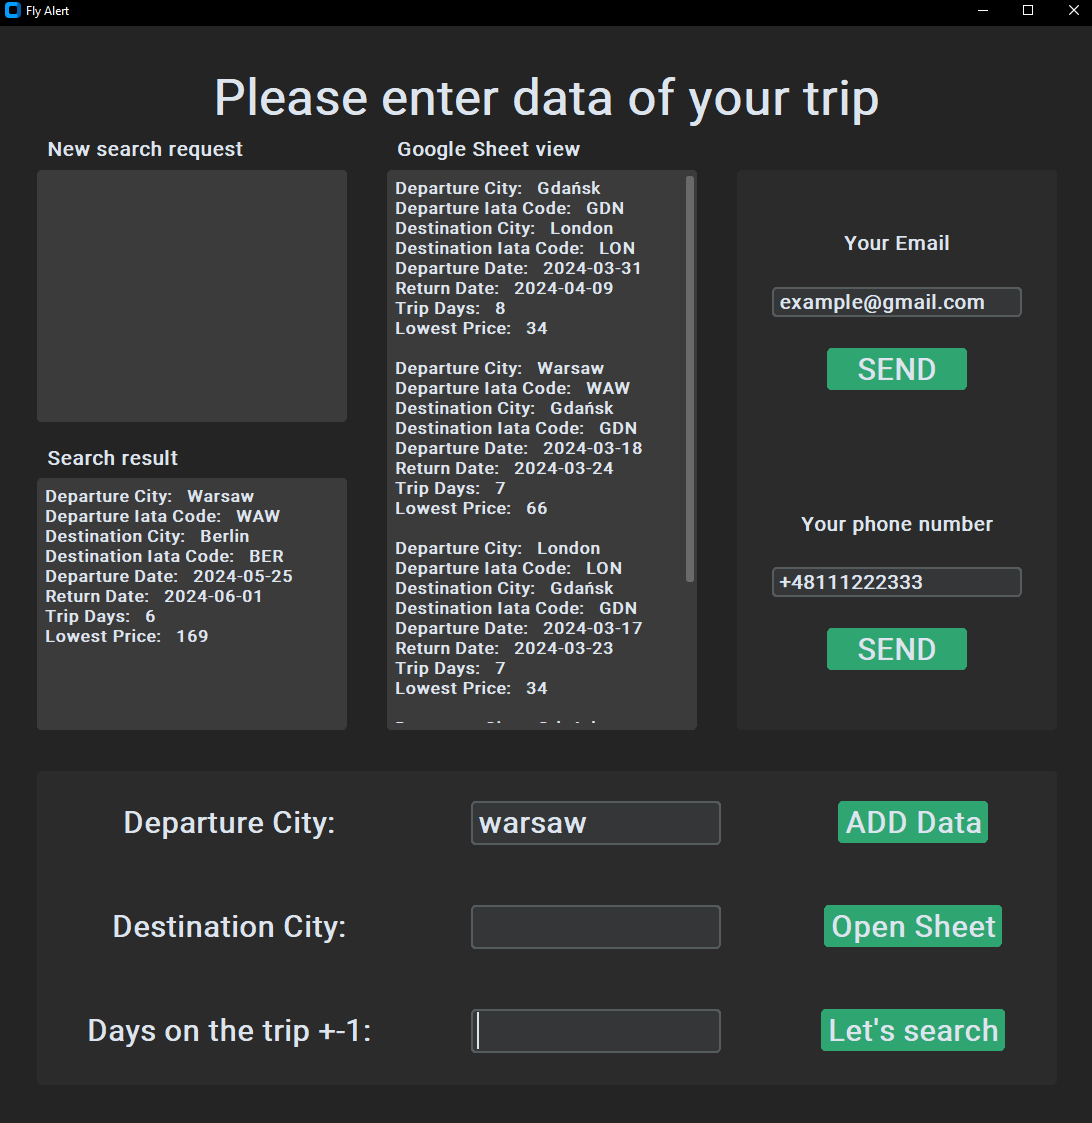 Fly Alert
Please enter data of your trip
New search request
Google Sheet view
Departure City: Gdańsk
Departure Iata Code: GDN
Destination City: London
Destination Iata Code: LON
Departure Date: 2024-03-31
Return Date: 2024-04-09
Trip Days: 8
Lowest Price: 34
Departure City: Warsaw
Departure Iata Code: WAW
Destination City: Gdańsk
Destination Iata Code: GDN
Departure Date: 2024-03-18
Return Date: 2024-03-24
Trip Days: 7
Lowest Price: 66
Departure City: London
Departure Iata Code: LON
Destination City: Gdańsk
Destination Iata Code: GDN
Departure Date: 2024-03-17
Return Date: 2024-03-23
Trip Days: 7
Lowest Price: 34
Search result
Departure City: Warsaw
Departure Iata Code: WAW
Destination City: Berlin
Destination Iata Code: BER
Departure Date: 2024-05-25
Return Date: 2024-06-01
Trip Days: 6
Lowest Price: 169
Your Email
example@gmail.com
SEND
Your phone number
+48111222333
SEND
Departure City:
warsaw
ADD Data
Destination City:
Open Sheet
Days on the trip +-1:
Let's search